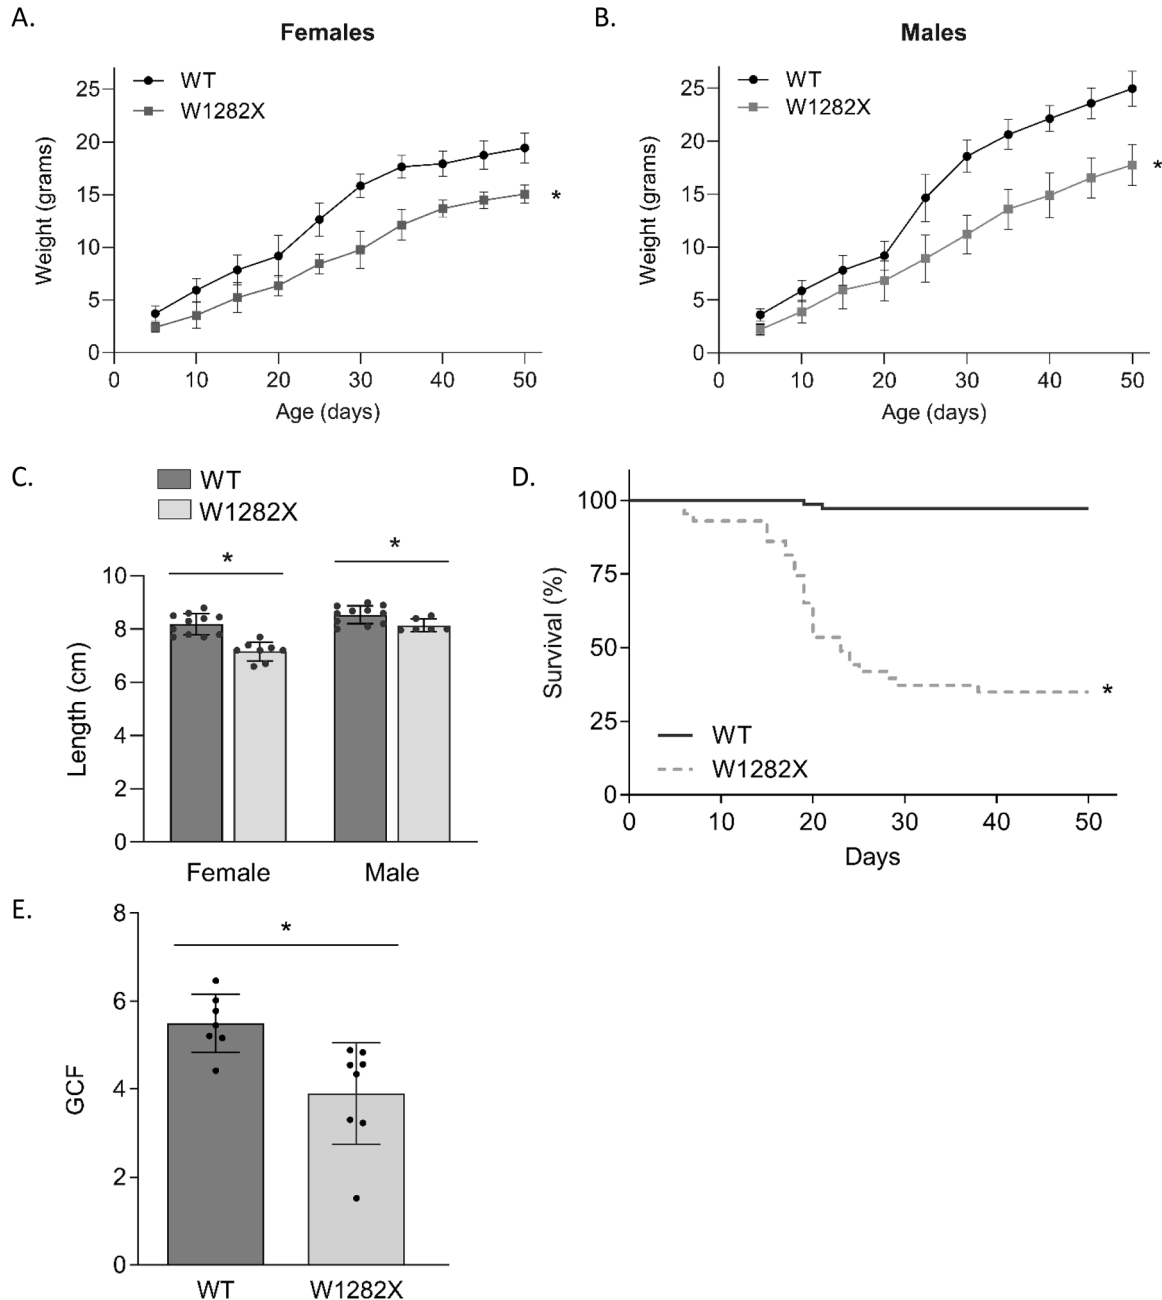 A.
Females
WT
W1282X
25
20
15
10
5
0
Weight (grams)
*
0 10 20 30 40 50
Age (days)
B.
Males
WT
W1282X
25
20
15
10
5
0
Weight (grams)
*
0 10 20 30 40 50
Age (days)
C.
WT
W1282X
* *
10
8
6
4
2
0
Length (cm)
Female Male
D.
100
75
50
25
0
Survival (%)
*
WT
W1282X
0 10 20 30 40 50
Days
E.
8
6
4
2
0
GCF
*
WT W1282X